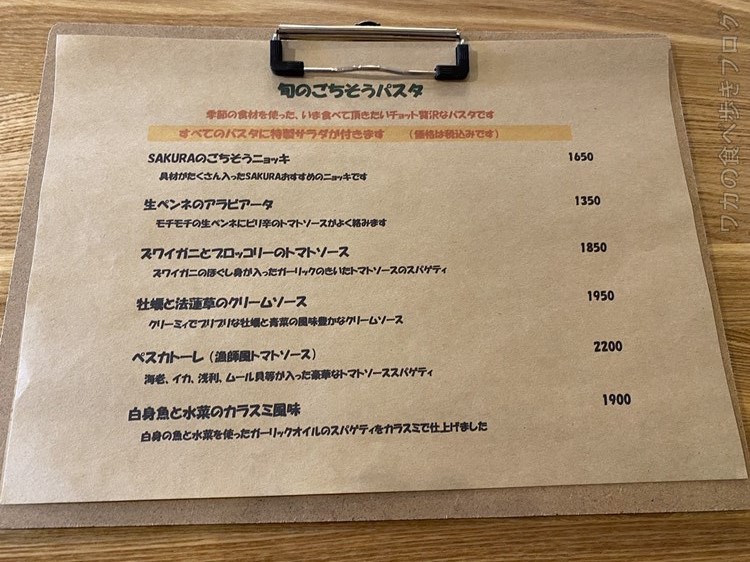 旬のごちそうパスタ
季節の食材を使った、いま食べて頂きたいチョット贅沢なパスタです
すべてのパスタに特製サラダが付きます （価格は税込みです）
SAKURAのごちそうニョッキ 1650
具材がたくさん入ったSAKURAおすすめのニョッキです
生ペンネのアラビアータ 1350
モチモチの生ペンネにピリ辛のトマトソースがよく絡みます
ズワイガニとブロッコリーのトマトソース 1850
ズワイガニのほぐし身が入ったガーリックのきいたトマトソースのスパゲティ
牡蠣と法蓮草のクリームソース 1950
クリーミィでプリプリな牡蠣と青菜の風味豊かなクリームソース
ペスカトーレ（漁師風トマトソース） 2200
海老、イカ、浅利、ムール貝等が入った豪華なトマトソーススパゲティ
白身魚と水菜のカラスミ風味 1900
白身の魚と水菜を使ったガーリックオイルのスパゲティをカラスミで仕上げました
ワカの食べ歩きブログ